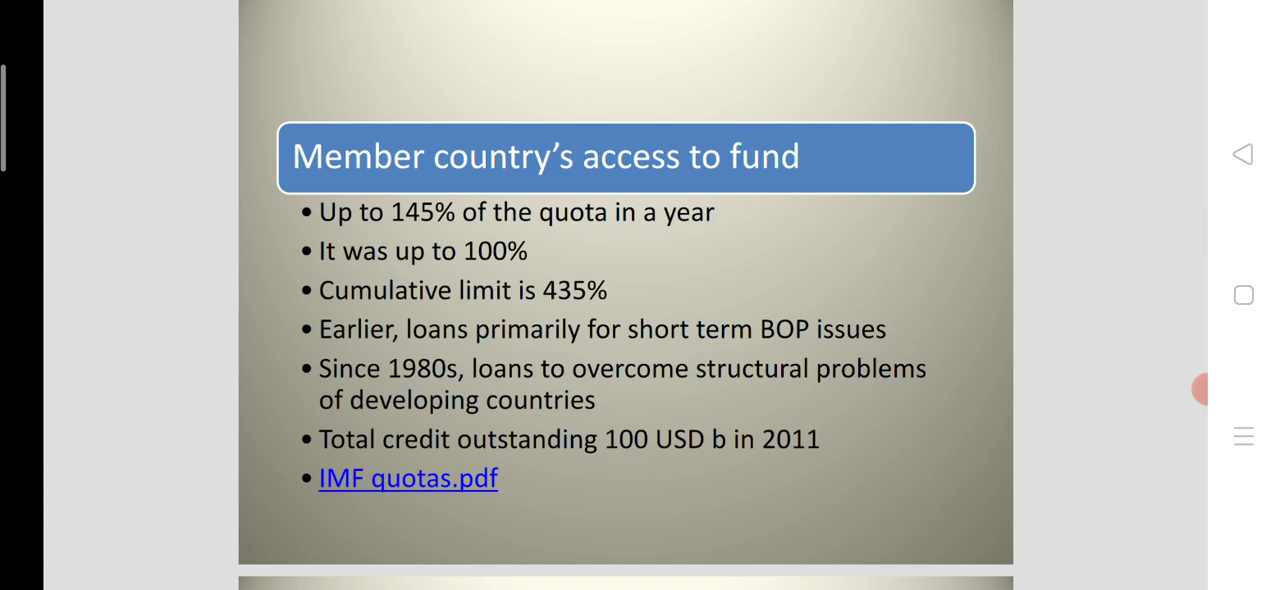 Member country’s access to fund
• Up to 145% of the quota in a year
• It was up to 100%
• Cumulative limit is 435%
• Earlier, loans primarily for short term BOP issues
• Since 1980s, loans to overcome structural problems
of developing countries
• Total credit outstanding 100 USD b in 2011
• IMF quotas.pdf